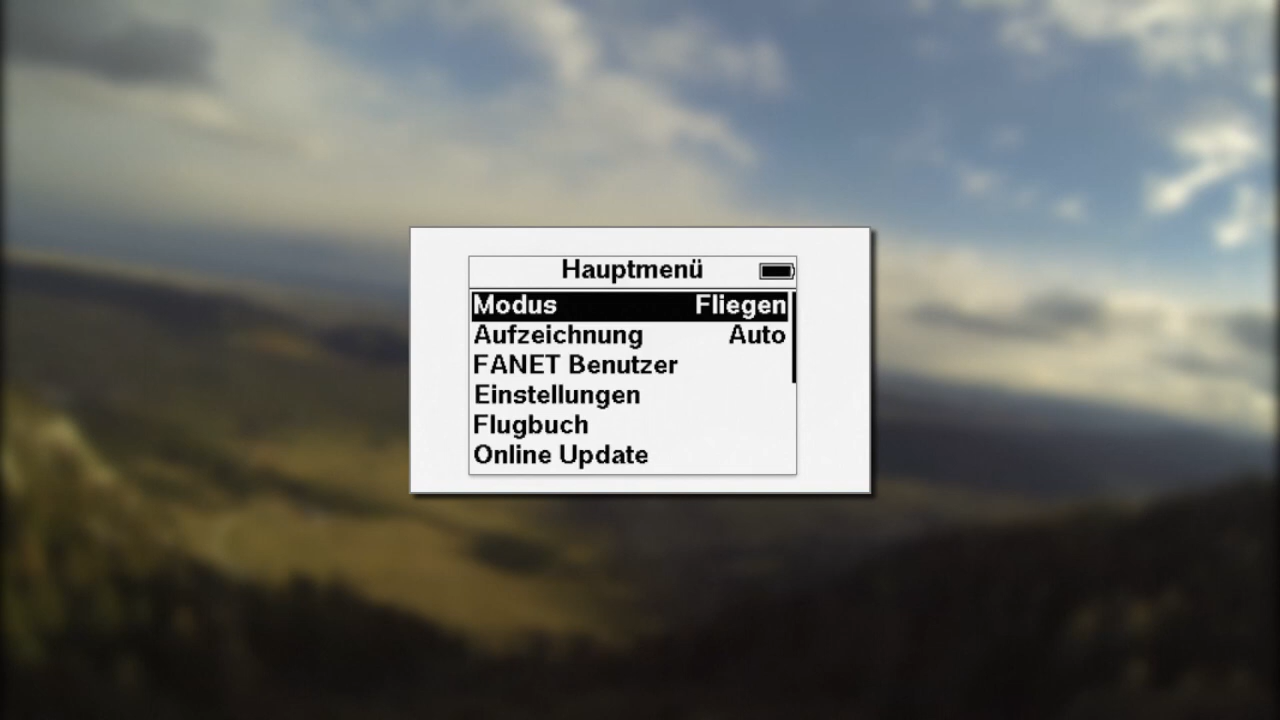 Hauptmenü
Modus Fliegen
Aufzeichnung Auto
FANET Benutzer
Einstellungen
Flugbuch
Online Update